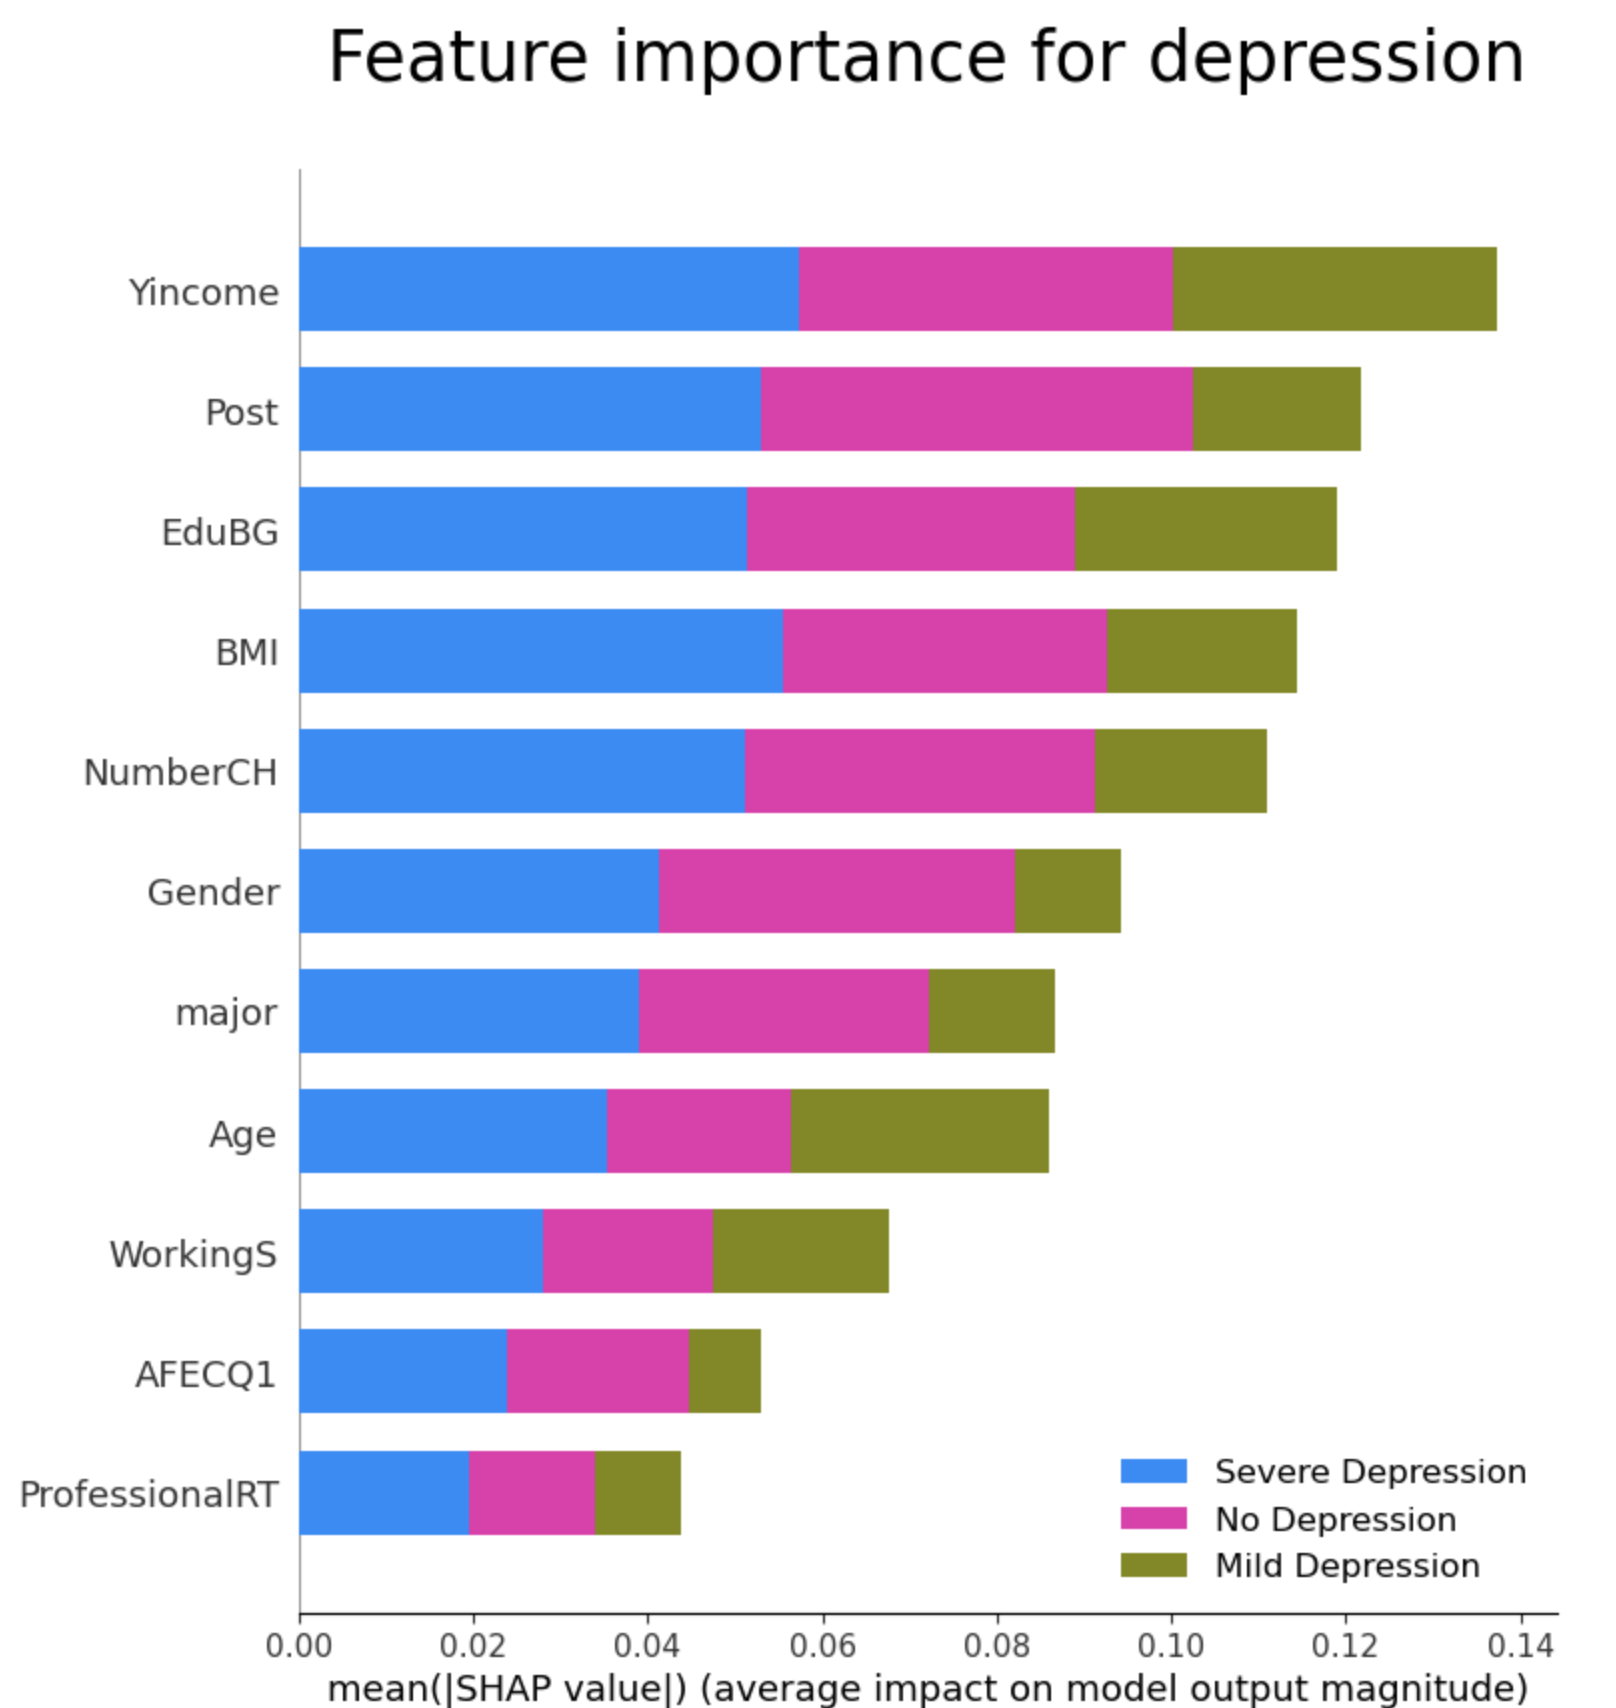 Feature importance for depression
Yincome
Post
EduBG
BMI
NumberCH
Gender
major
Age
WorkingS
AFECQ1
ProfessionalRT
Severe Depression
No Depression
Mild Depression
0.00 0.02 0.04 0.06 0.08 0.10 0.12 0.14
mean(|SHAP value|) (average impact on model output magnitude)